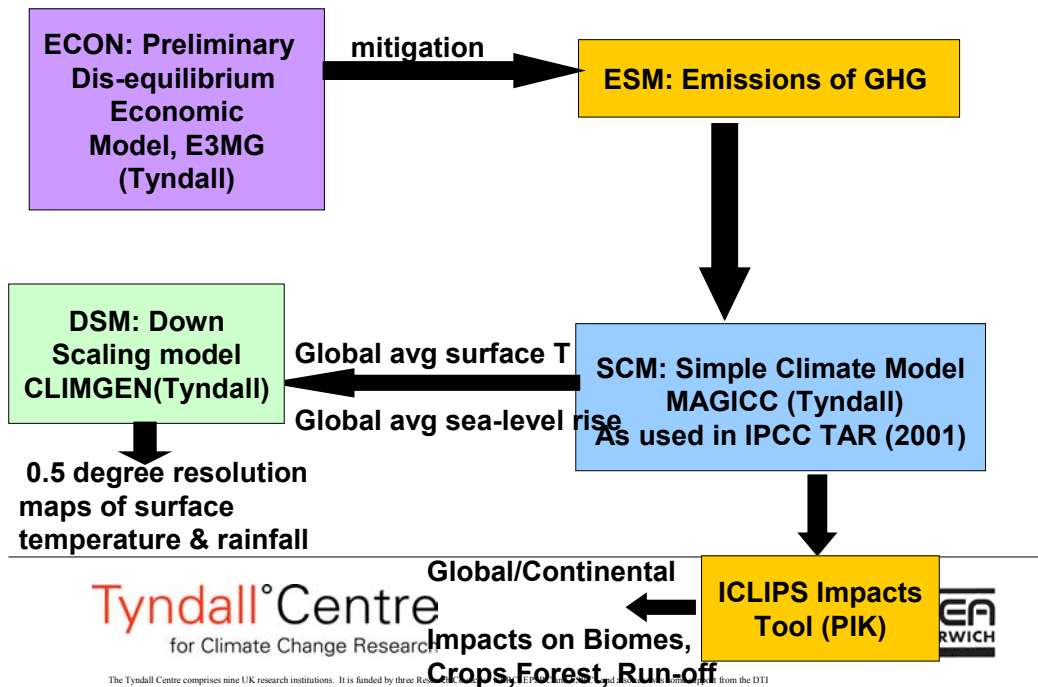 ECON: Preliminary
Dis-equilibrium
Economic
Model, E3MG
(Tyndall)
mitigation
ESM: Emissions of GHG
DSM: Down
Scaling model
CLIMGEN(Tyndall)
Global avg surface T
Global avg sea-level rise
SCM: Simple Climate Model
MAGICC (Tyndall)
As used in IPCC TAR (2001)
0.5 degree resolution
maps of surface
temperature & rainfall
Global/Continental
Impacts on Biomes,
Crops,Forest, Run-off
ICLIPS Impacts
Tool (PIK)
Tyndall°Centre
for Climate Change Research
The Tyndall Centre comprises nine UK research institutions. It is funded by three from the DTI